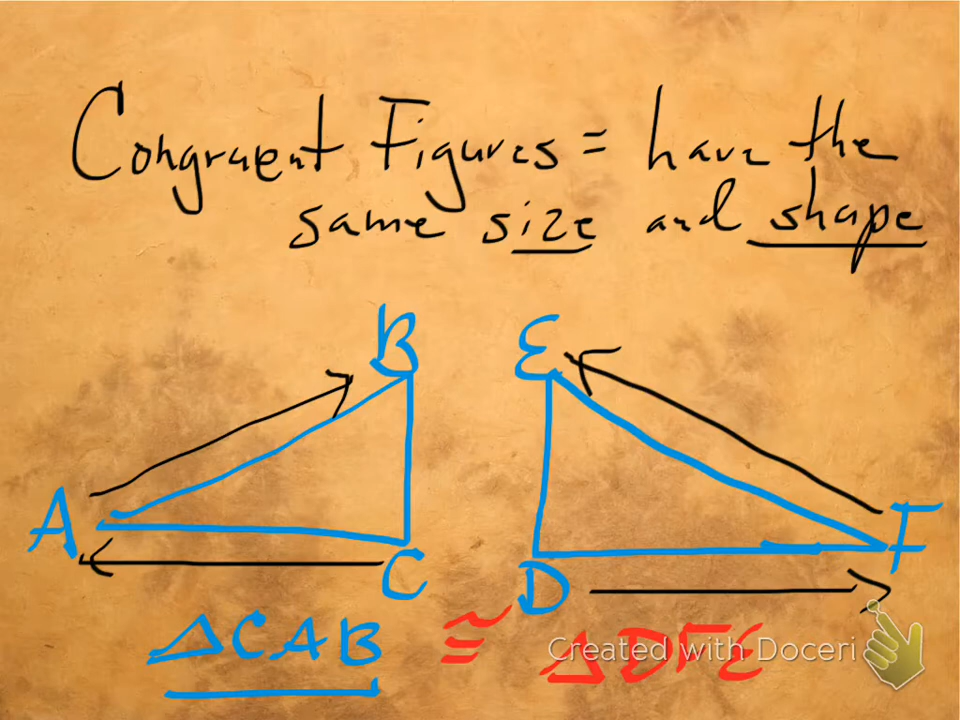 Congruent Figures = have the
same size and shape
B E
A F
C D
△CAB ≅ △DFE
Created with Doceri